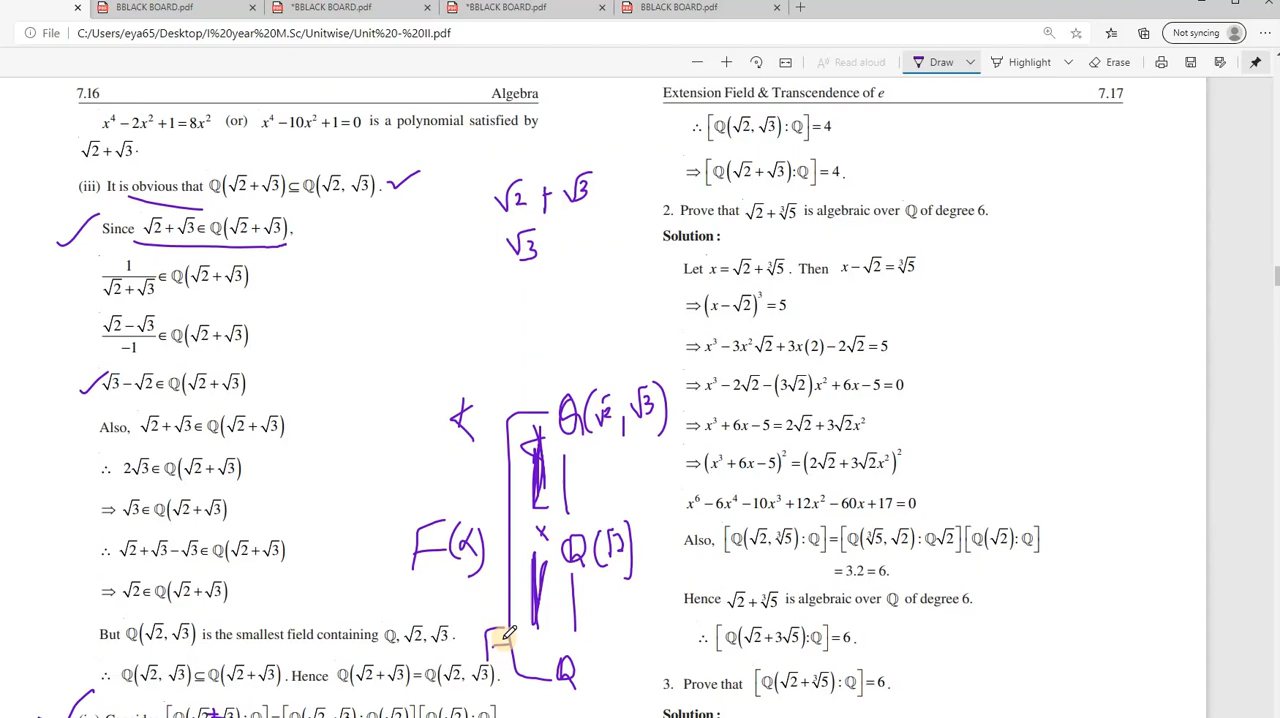 BBLACK BOARD.pdf *BBLACK BOARD.pdf *BBLACK BOARD.pdf BBLACK BOARD.pdf
File C:/Users/eya65/Desktop/I%20year%20M.Sc/Unitwise/Unit%20-%20II.pdf Not syncing
Read aloud Draw Highlight Erase
7.16 Algebra
x⁴ − 2x² + 1 = 8x² (or) x⁴ − 10x² + 1 = 0 is a polynomial satisfied by
√2 + √3.
(iii) It is obvious that ℚ(√2 + √3) ⊆ ℚ(√2, √3).
Since √2 + √3 ∈ ℚ(√2 + √3),
1/(√2 + √3) ∈ ℚ(√2 + √3)
(√2 − √3)/−1 ∈ ℚ(√2 + √3)
√3 − √2 ∈ ℚ(√2 + √3)
Also, √2 + √3 ∈ ℚ(√2 + √3)
∴ 2√3 ∈ ℚ(√2 + √3)
⇒ √3 ∈ ℚ(√2 + √3)
∴ √2 + √3 − √3 ∈ ℚ(√2 + √3)
⇒ √2 ∈ ℚ(√2 + √3)
But ℚ(√2, √3) is the smallest field containing ℚ, √2, √3.
∴ ℚ(√2, √3) ⊆ ℚ(√2 + √3). Hence ℚ(√2 + √3) = ℚ(√2, √3).
√2 + √3
√3
K Q(√2, √3)
F(α) Q(√2)
F Q
Extension Field & Transcendence of e 7.17
∴ [ℚ(√2, √3) : ℚ] = 4
⇒ [ℚ(√2 + √3) : ℚ] = 4.
2. Prove that √2 + ∛5 is algebraic over ℚ of degree 6.
Solution :
Let x = √2 + ∛5. Then x − √2 = ∛5
⇒ (x − √2)³ = 5
⇒ x³ − 3x²√2 + 3x(2) − 2√2 = 5
⇒ x³ − 2√2 − (3√2)x² + 6x − 5 = 0
⇒ x³ + 6x − 5 = 2√2 + 3√2x²
⇒ (x³ + 6x − 5)² = (2√2 + 3√2x²)²
x⁶ − 6x⁴ − 10x³ + 12x² − 60x + 17 = 0
Also, [ℚ(√2, ∛5) : ℚ] = [ℚ(∛5, √2) : ℚ√2][ℚ(√2) : ℚ]
= 3.2 = 6.
Hence √2 + ∛5 is algebraic over ℚ of degree 6.
∴ [ℚ(√2 + 3√5) : ℚ] = 6.
3. Prove that [ℚ(√2 + ∛5) : ℚ] = 6.
Solution :